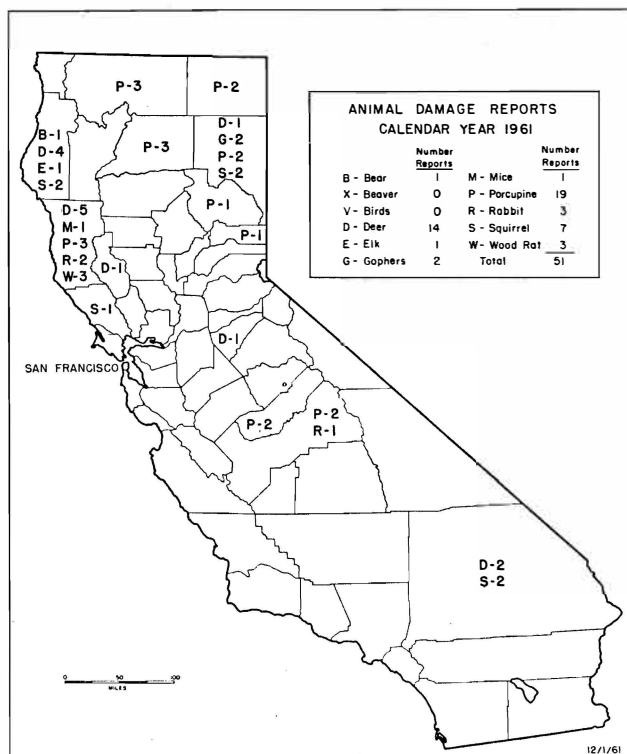 P-3
P-2
B-1
D-4
E-1
S-2
P-3
D-1
G-2
P-2
S-2
P-1
D-5
M-1
P-3
R-2
W-3
D-1
P-1
S-1
D-1
SAN FRANCISCO
P-2
P-2
R-1
D-2
S-2
ANIMAL DAMAGE REPORTS
CALENDAR YEAR 1961
Number Reports Number Reports
B - Bear 1 M - Mice 1
X - Beaver 0 P - Porcupine 19
V - Birds 0 R - Rabbit 3
D - Deer 14 S - Squirrel 7
E - Elk 1 W - Wood Rat 3
G - Gophers 2 Total 51
0 50 100
MILES
12/1/61